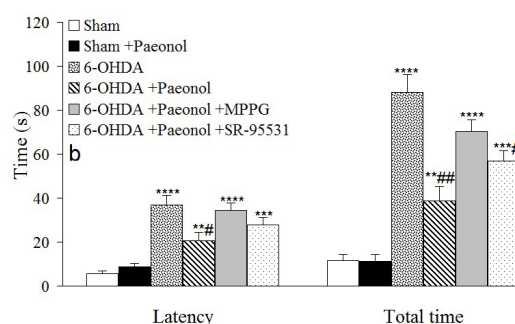 120
100
80
60
40
20
0
Time (s)
b
Sham
Sham +Paeonol
6-OHDA
6-OHDA +Paeonol
6-OHDA +Paeonol +MPPG
6-OHDA +Paeonol +SR-95531
****
**#
****
***
****
**##
****
***#
Latency
Total time